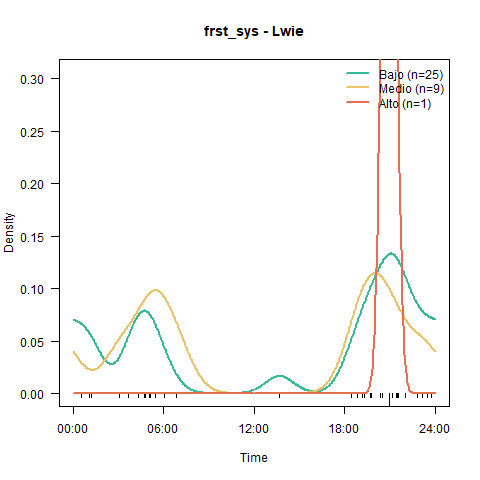 frst_sys - Lwie
Bajo (n=25)
Medio (n=9)
Alto (n=1)
Density
0.30
0.25
0.20
0.15
0.10
0.05
0.00
00:00 06:00 12:00 18:00 24:00
Time